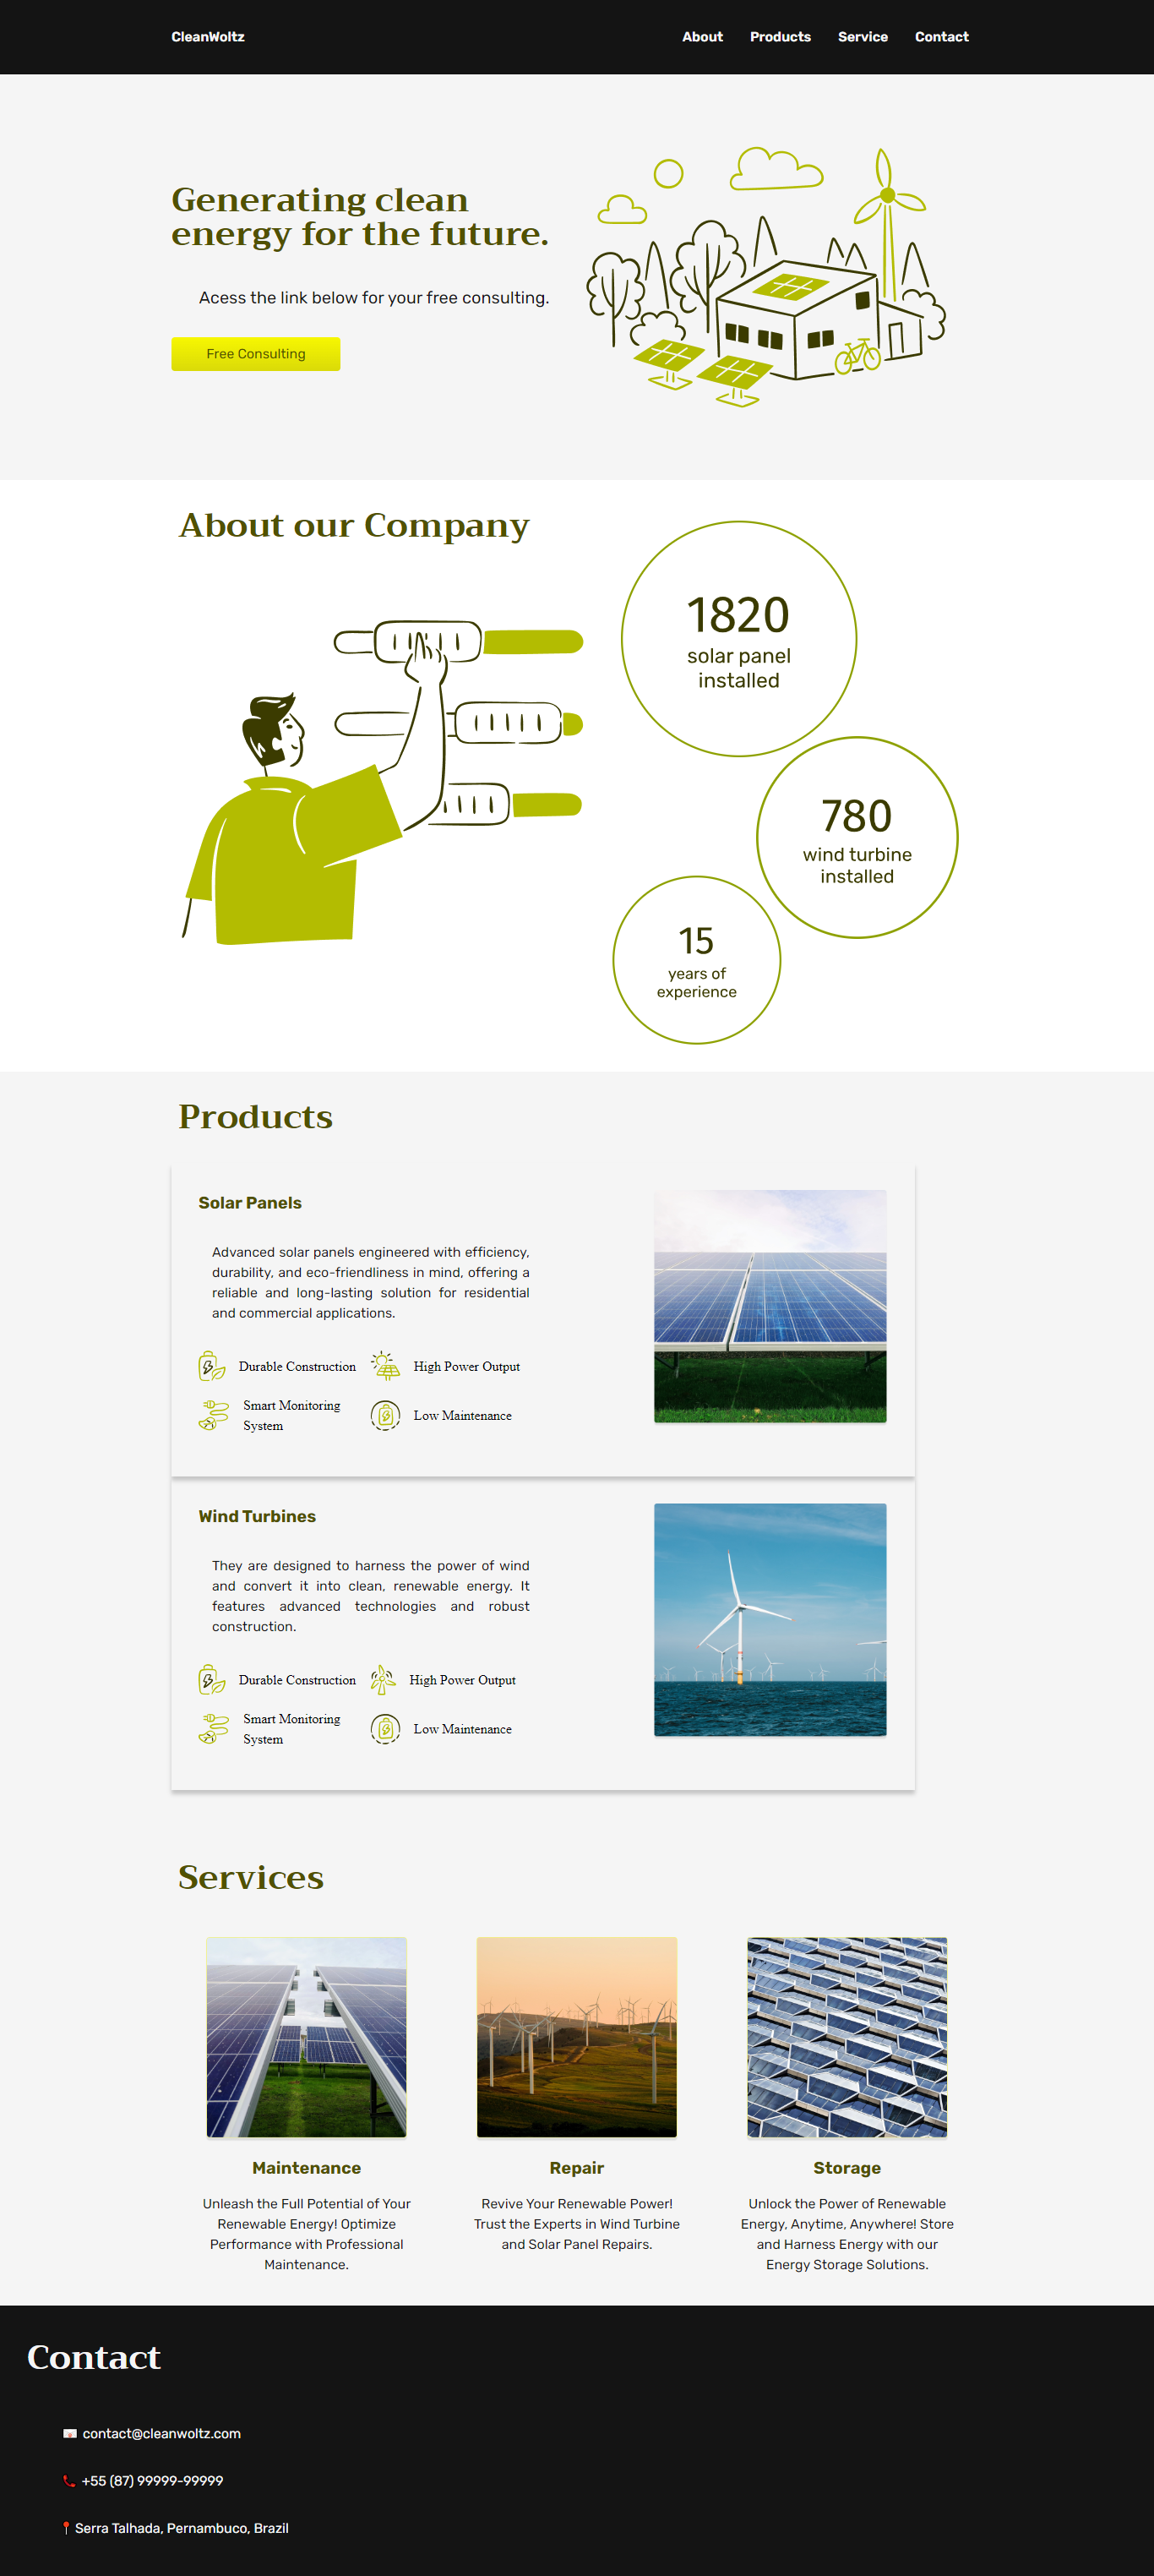 CleanWoltz
About Products Service Contact
Generating clean
energy for the future.
Acess the link below for your free consulting.
Free Consulting
About our Company
1820
solar panel
installed
780
wind turbine
installed
15
years of
experience
Products
Solar Panels
Advanced solar panels engineered with efficiency,
durability, and eco-friendliness in mind, offering a
reliable and long-lasting solution for residential
and commercial applications.
Durable Construction
High Power Output
Smart Monitoring
System
Low Maintenance
Wind Turbines
They are designed to harness the power of wind
and convert it into clean, renewable energy. It
features advanced technologies and robust
construction.
Durable Construction
High Power Output
Smart Monitoring
System
Low Maintenance
Services
Maintenance
Unleash the Full Potential of Your
Renewable Energy! Optimize
Performance with Professional
Maintenance.
Repair
Revive Your Renewable Power!
Trust the Experts in Wind Turbine
and Solar Panel Repairs.
Storage
Unlock the Power of Renewable
Energy, Anytime, Anywhere! Store
and Harness Energy with our
Energy Storage Solutions.
Contact
contact@cleanwoltz.com
+55 (87) 99999-99999
Serra Talhada, Pernambuco, Brazil